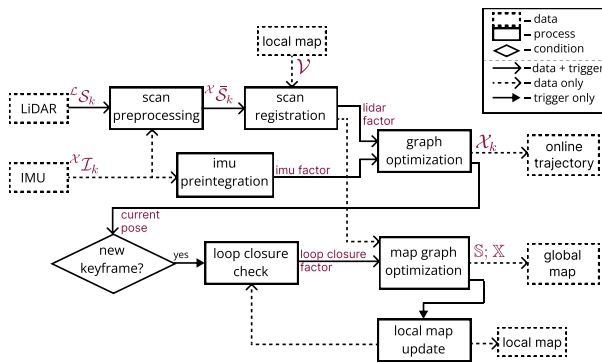 local map
data
process
condition
data + trigger
data only
trigger only
𝒱
LiDAR
ᴸ𝒮ₖ
scan
preprocessing
ˣ𝒮̄ₖ
scan
registration
lidar
factor
graph
optimization
𝒳ₖ
online
trajectory
IMU
ˣℐₖ
imu
preintegration
imu factor
current
pose
new
keyframe?
yes
loop closure
check
loop closure
factor
map graph
optimization
𝕊; 𝕏
global
map
local map
update
local map